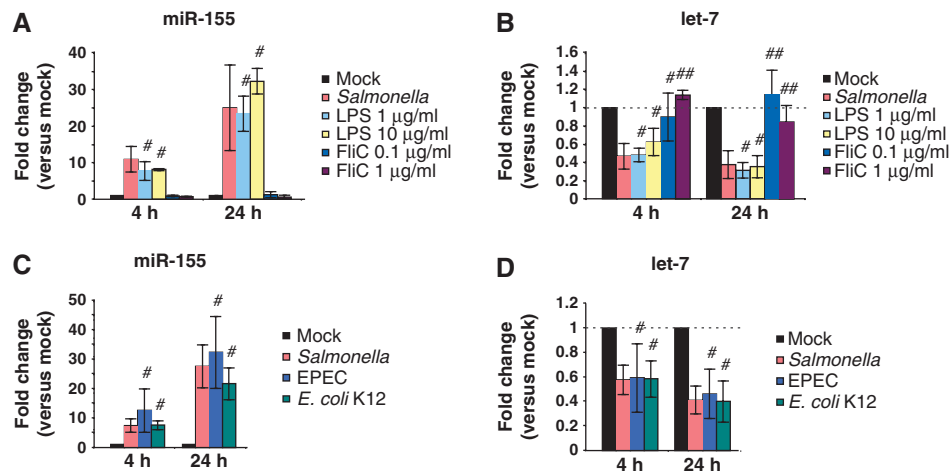 A
miR-155
Fold change
(versus mock)
40
30
20
10
0
#
#
#
#
4 h
24 h
Mock
Salmonella
LPS 1 μg/ml
LPS 10 μg/ml
FliC 0.1 μg/ml
FliC 1 μg/ml
B
let-7
Fold change
(versus mock)
1.6
1.4
1.2
1
0.8
0.6
0.4
0.2
0
#
#
#
##
#
#
##
##
4 h
24 h
Mock
Salmonella
LPS 1 μg/ml
LPS 10 μg/ml
FliC 0.1 μg/ml
FliC 1 μg/ml
C
miR-155
Fold change
(versus mock)
50
40
30
20
10
0
#
#
#
#
4 h
24 h
Mock
Salmonella
EPEC
E. coli K12
D
let-7
Fold change
(versus mock)
1.2
1
0.8
0.6
0.4
0.2
0
#
#
#
#
4 h
24 h
Mock
Salmonella
EPEC
E. coli K12